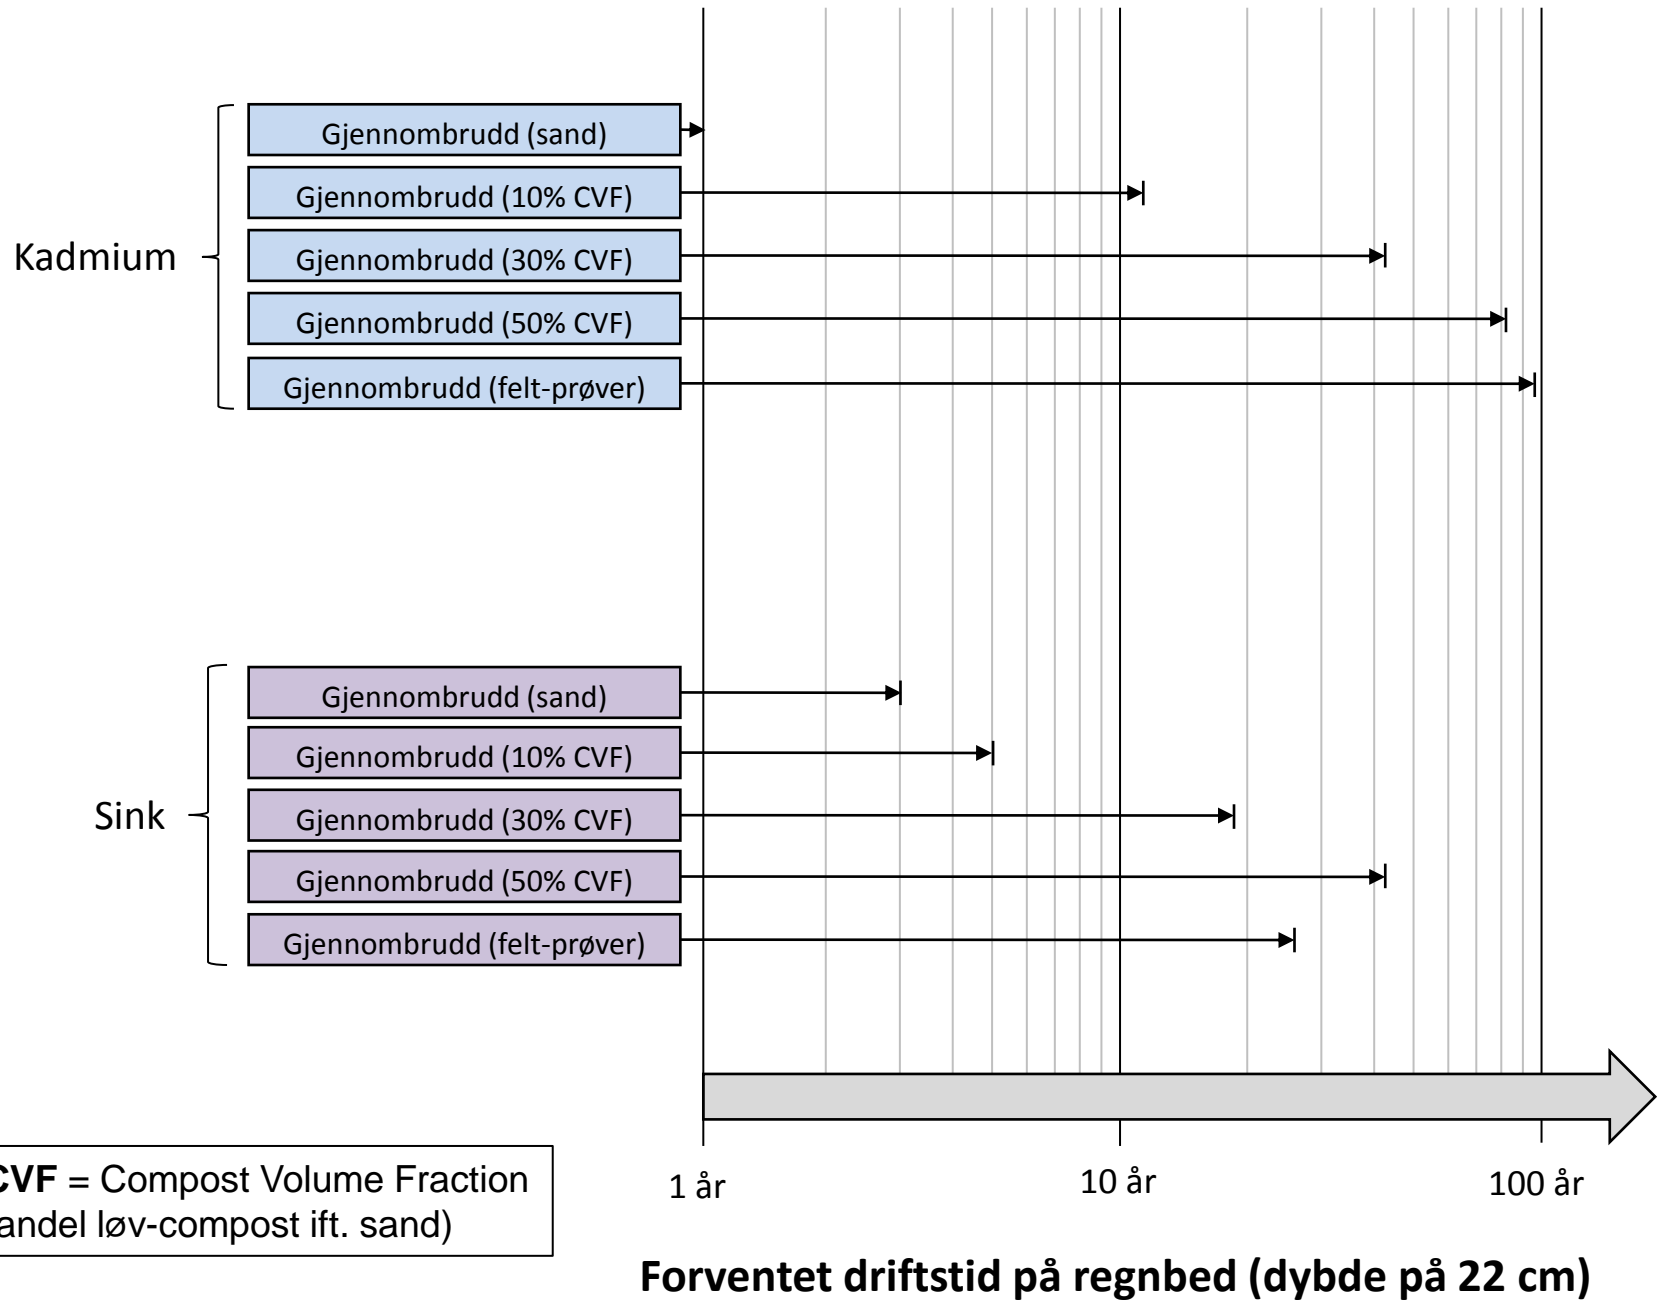 Gjennombrudd (sand)
Gjennombrudd (10% CVF)
Kadmium
Gjennombrudd (30% CVF)
Gjennombrudd (50% CVF)
Gjennombrudd (felt-prøver)
Gjennombrudd (sand)
Gjennombrudd (10% CVF)
Sink
Gjennombrudd (30% CVF)
Gjennombrudd (50% CVF)
Gjennombrudd (felt-prøver)
CVF = Compost Volume Fraction
andel løv-compost ift. sand)
1 år
10 år
100 år
Forventet driftstid på regnbed (dybde på 22 cm)